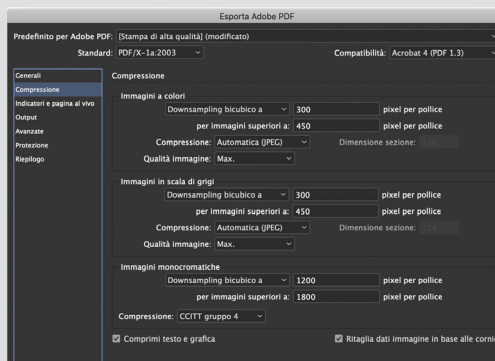 Esporta Adobe PDF
Predefinito per Adobe PDF: [Stampa di alta qualità] (modificato)
Standard: PDF/X-1a:2003 Compatibilità: Acrobat 4 (PDF 1.3)
Generali
Compressione
Indicatori e pagina al vivo
Output
Avanzate
Protezione
Riepilogo
Compressione
Immagini a colori
Downsampling bicubico a 300 pixel per pollice
per immagini superiori a: 450 pixel per pollice
Compressione: Automatica (JPEG) Dimensione sezione: 128
Qualità immagine: Max.
Immagini in scala di grigi
Downsampling bicubico a 300 pixel per pollice
per immagini superiori a: 450 pixel per pollice
Compressione: Automatica (JPEG) Dimensione sezione: 128
Qualità immagine: Max.
Immagini monocromatiche
Downsampling bicubico a 1200 pixel per pollice
per immagini superiori a: 1800 pixel per pollice
Compressione: CCITT gruppo 4
Comprimi testo e grafica Ritaglia dati immagine in base alle